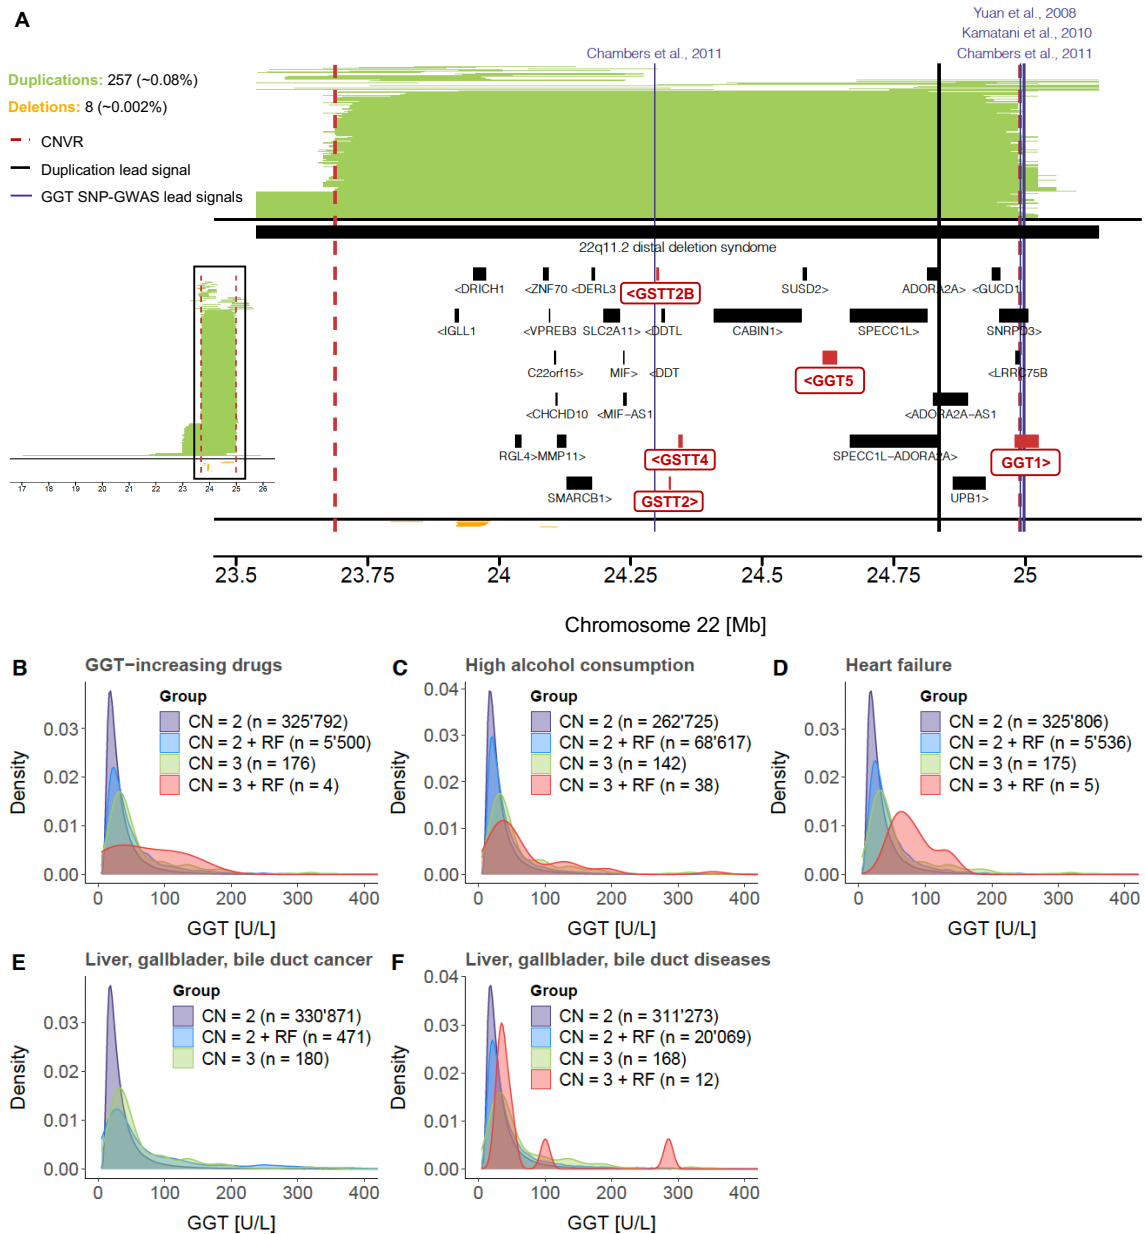 A
Yuan et al., 2008
Kamatani et al., 2010
Chambers et al., 2011
Chambers et al., 2011
Duplications: 257 (~0.08%)
Deletions: 8 (~0.002%)
CNVR
Duplication lead signal
GGT SNP-GWAS lead signals
22q11.2 distal deletion syndome
<DRICH1
<ZNF70
<DERL3
<GSTT2B
SUSD2>
ADORA2A>
<GUCD1
<IGLL1
<VPREB3
SLC2A11>
<DDTL
CABIN1>
SPECC1L>
SNRPD3>
C22orf15>
MIF>
<DDT
<GGT5
<LRRC75B
<CHCHD10
<MIF-AS1
<ADORA2A-AS1
RGL4>
MMP11>
<GSTT4
SPECC1L-ADORA2A>
GGT1>
SMARCB1>
GSTT2>
UPB1>
17 18 19 20 21 22 23 24 25 26
23.5 23.75 24 24.25 24.5 24.75 25
Chromosome 22 [Mb]
B GGT-increasing drugs
Group
CN = 2 (n = 325'792)
CN = 2 + RF (n = 5'500)
CN = 3 (n = 176)
CN = 3 + RF (n = 4)
Density
0.03
0.02
0.01
0.00
0 100 200 300 400
GGT [U/L]
C High alcohol consumption
Group
CN = 2 (n = 262'725)
CN = 2 + RF (n = 68'617)
CN = 3 (n = 142)
CN = 3 + RF (n = 38)
Density
0.04
0.03
0.02
0.01
0.00
0 100 200 300 400
GGT [U/L]
D Heart failure
Group
CN = 2 (n = 325'806)
CN = 2 + RF (n = 5'536)
CN = 3 (n = 175)
CN = 3 + RF (n = 5)
Density
0.03
0.02
0.01
0.00
0 100 200 300 400
GGT [U/L]
E Liver, gallblader, bile duct cancer
Group
CN = 2 (n = 330'871)
CN = 2 + RF (n = 471)
CN = 3 (n = 180)
Density
0.03
0.02
0.01
0.00
0 100 200 300 400
GGT [U/L]
F Liver, gallblader, bile duct diseases
Group
CN = 2 (n = 311'273)
CN = 2 + RF (n = 20'069)
CN = 3 (n = 168)
CN = 3 + RF (n = 12)
Density
0.04
0.03
0.02
0.01
0.00
0 100 200 300 400
GGT [U/L]